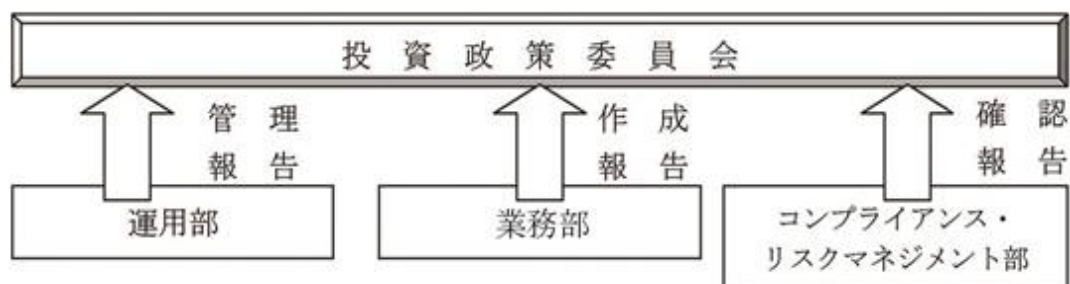 投資政策委員会
管理
報告
作成
報告
確認
報告
運用部
業務部
コンプライアンス・
リスクマネジメント部